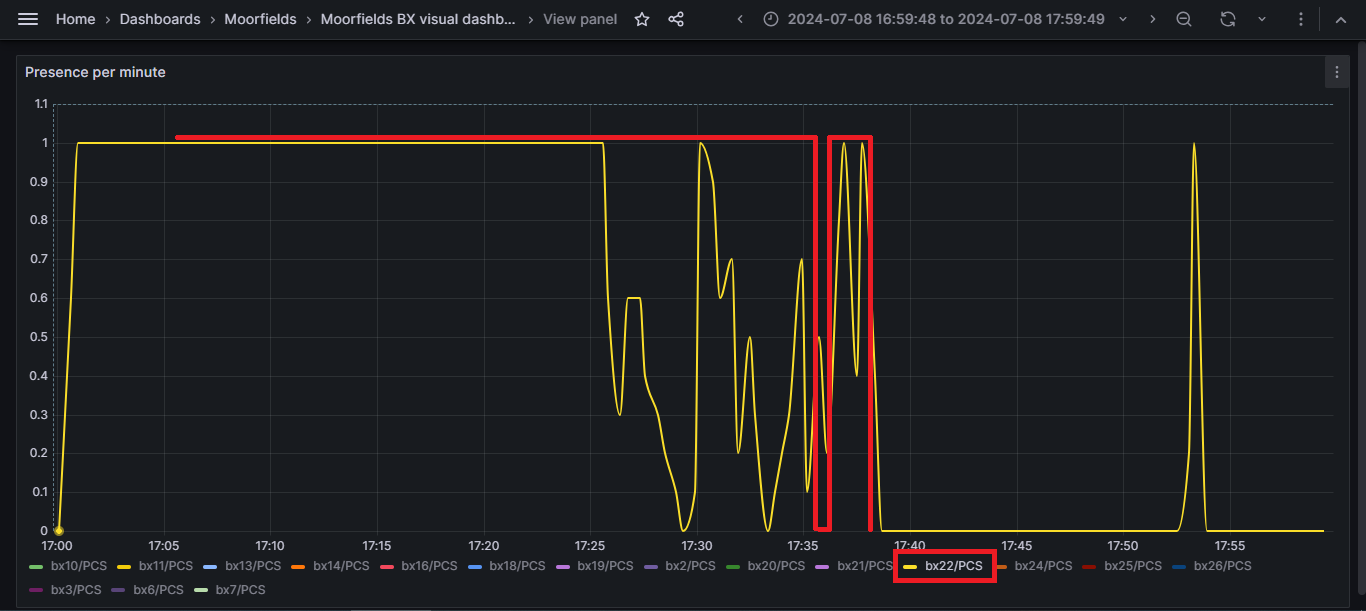 Home › Dashboards › Moorfields › Moorfields BX visual dashb... › View panel 2024-07-08 16:59:48 to 2024-07-08 17:59:49
Presence per minute
1.1
1
0.9
0.8
0.7
0.6
0.5
0.4
0.3
0.2
0.1
0
17:00 17:05 17:10 17:15 17:20 17:25 17:30 17:35 17:40 17:45 17:50 17:55
bx10/PCS bx11/PCS bx13/PCS bx14/PCS bx16/PCS bx18/PCS bx19/PCS bx2/PCS bx20/PCS bx21/PCS bx22/PCS bx24/PCS bx25/PCS bx26/PCS
bx3/PCS bx6/PCS bx7/PCS